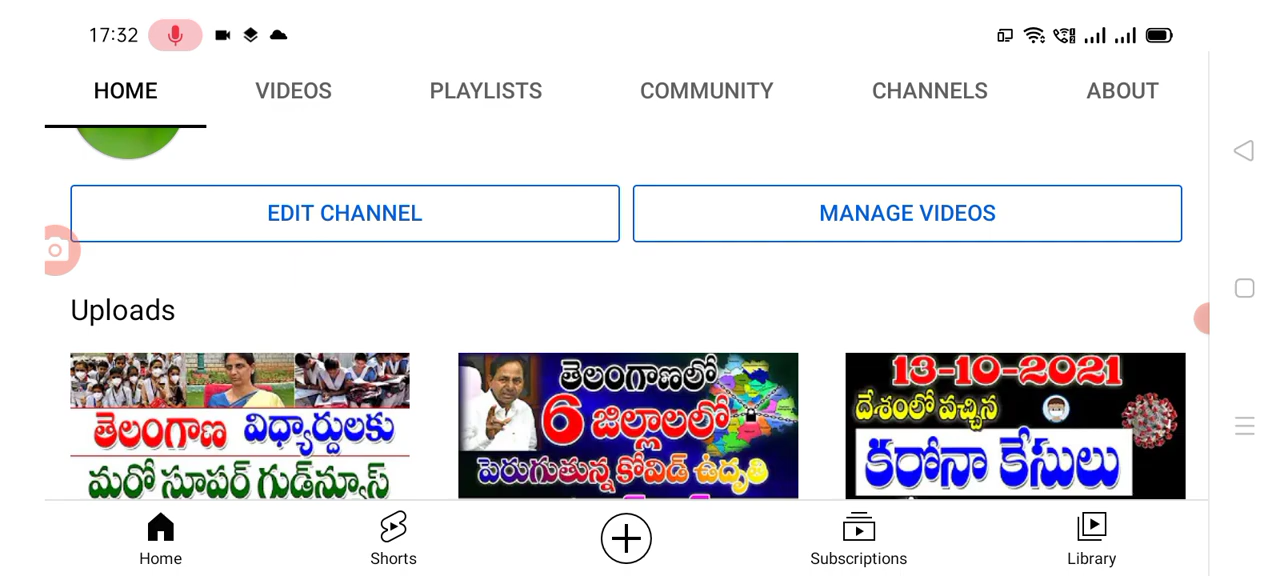 17:32
HOME VIDEOS PLAYLISTS COMMUNITY CHANNELS ABOUT
EDIT CHANNEL MANAGE VIDEOS
Uploads
తెలంగాణ విధ్యార్దులకు
మరో సూపర్ గుడ్‌న్యూస్
తెలంగాణలో
6 జిల్లాలలో
పెరుగుతున్న కోవిడ్ ఉదృతి
13-10-2021
దేశంలో వచ్చిన
కరోనా కేసులు
Home Shorts Subscriptions Library